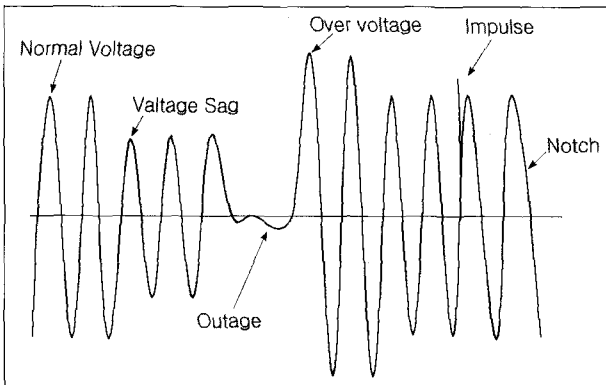 Over voltage
Impulse
Normal Voltage
Valtage Sag
Notch
Outage